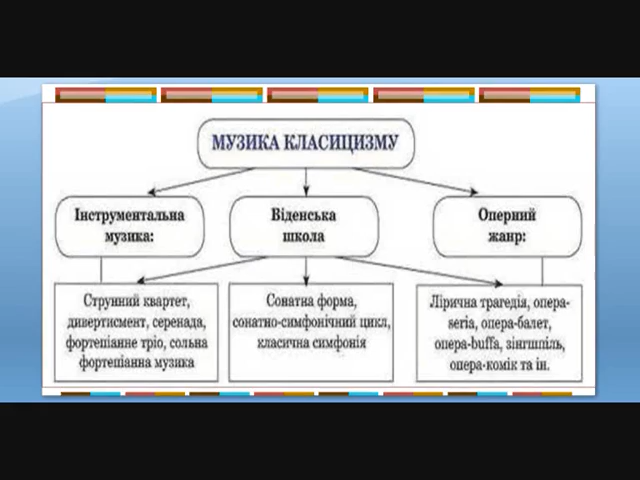 МУЗИКА КЛАСИЦИЗМУ
Інструментальна
музика:
Віденська
школа
Оперний
жанр:
Струнний квартет,
дивертисмент, серенада,
фортепіанне тріо, сольна
фортепіанна музика
Сонатна форма,
сонатно-симфонічний цикл,
класична симфонія
Лірична трагедія, опера-
seria, опера-балет,
опера-buffa, зінгшпіль,
опера-комік та ін.